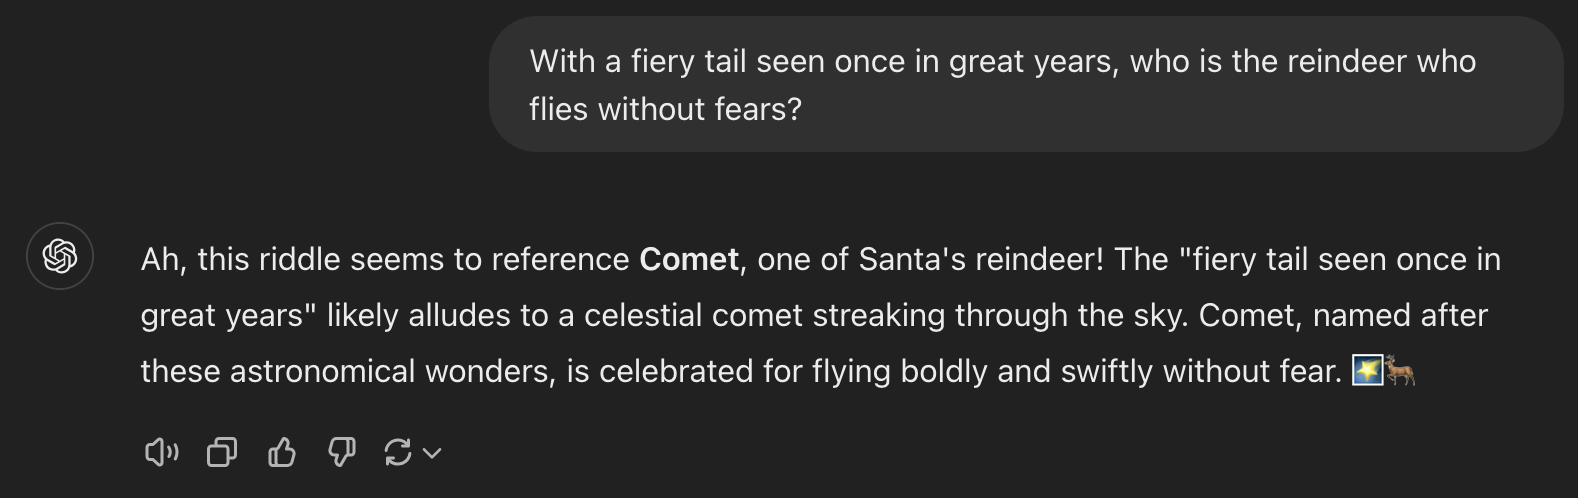 With a fiery tail seen once in great years, who is the reindeer who
flies without fears?
Ah, this riddle seems to reference Comet, one of Santa's reindeer! The "fiery tail seen once in
great years" likely alludes to a celestial comet streaking through the sky. Comet, named after
these astronomical wonders, is celebrated for flying boldly and swiftly without fear. 🌠🦌